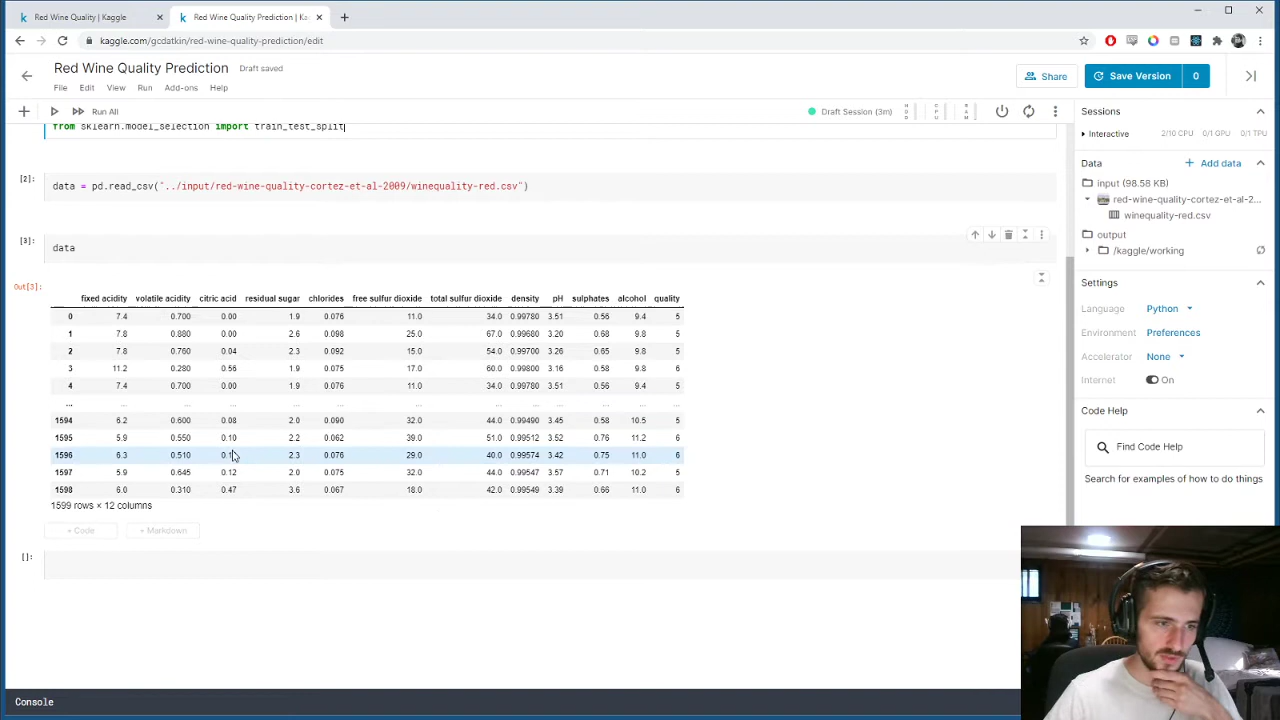 Red Wine Quality | Kaggle
Red Wine Quality Prediction | Ka
kaggle.com/gcdatkin/red-wine-quality-prediction/edit
Red Wine Quality Prediction
Draft saved
File Edit View Run Add-ons Help
Share
Save Version 0
Run All
Draft Session (3m)
from sklearn.model_selection import train_test_split
[2]: data = pd.read_csv("../input/red-wine-quality-cortez-et-al-2009/winequality-red.csv")
[3]: data
Out[3]:
fixed acidity volatile acidity citric acid residual sugar chlorides free sulfur dioxide total sulfur dioxide density pH sulphates alcohol quality
0 7.4 0.700 0.00 1.9 0.076 11.0 34.0 0.99780 3.51 0.56 9.4 5
1 7.8 0.880 0.00 2.6 0.098 25.0 67.0 0.99680 3.20 0.68 9.8 5
2 7.8 0.760 0.04 2.3 0.092 15.0 54.0 0.99700 3.26 0.65 9.8 5
3 11.2 0.280 0.56 1.9 0.075 17.0 60.0 0.99800 3.16 0.58 9.8 6
4 7.4 0.700 0.00 1.9 0.076 11.0 34.0 0.99780 3.51 0.56 9.4 5
... ... ... ... ... ... ... ... ... ... ... ... ...
1594 6.2 0.600 0.08 2.0 0.090 32.0 44.0 0.99490 3.45 0.58 10.5 5
1595 5.9 0.550 0.10 2.2 0.062 39.0 51.0 0.99512 3.52 0.76 11.2 6
1596 6.3 0.510 2.3 0.076 29.0 40.0 0.99574 3.42 0.75 11.0 6
1597 5.9 0.645 0.12 2.0 0.075 32.0 44.0 0.99547 3.57 0.71 10.2 5
1598 6.0 0.310 0.47 3.6 0.067 18.0 42.0 0.99549 3.39 0.66 11.0 6
1599 rows × 12 columns
+ Code + Markdown
[]:
Console
Sessions
Interactive 2/10 CPU 0/1 GPU 0/1 TPU
Data
+ Add data
input (98.58 KB)
red-wine-quality-cortez-et-al-2...
winequality-red.csv
output
/kaggle/working
Settings
Language Python
Environment Preferences
Accelerator None
Internet On
Code Help
Find Code Help
Search for examples of how to do things